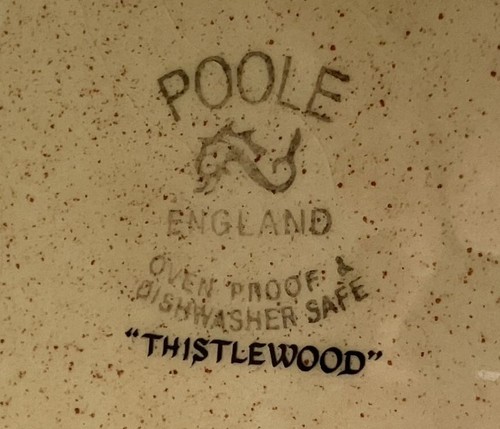 POOLE
ENGLAND
OVEN PROOF &
DISHWASHER SAFE
"THISTLEWOOD"